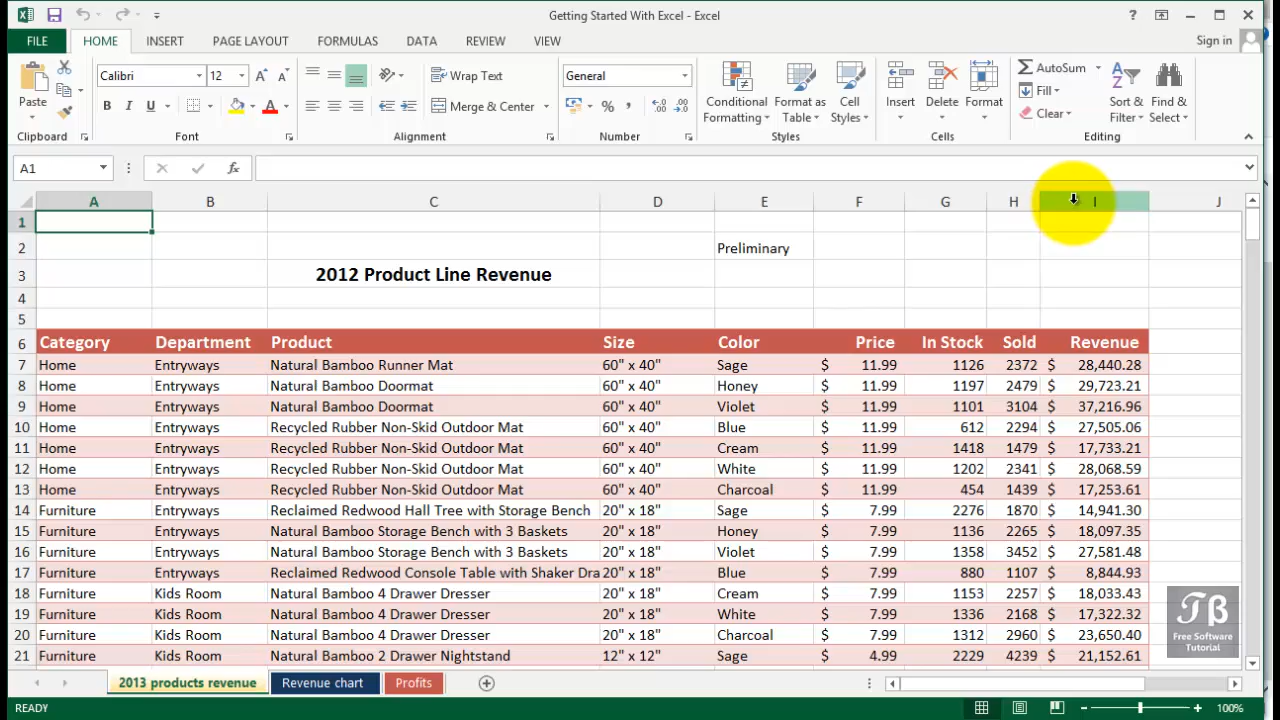 Getting Started With Excel - Excel
?
FILE HOME INSERT PAGE LAYOUT FORMULAS DATA REVIEW VIEW Sign in
Calibri 12 Wrap Text General AutoSum
Paste B I U Merge & Center $ % , Conditional Formatting Format as Table Cell Styles Insert Delete Format Fill Clear Sort & Filter Find & Select
Clipboard Font Alignment Number Styles Cells Editing
A1 fx
A B C D E F G H I J
1
2 Preliminary
3 2012 Product Line Revenue
4
5
6 Category Department Product Size Color Price In Stock Sold Revenue
7 Home Entryways Natural Bamboo Runner Mat 60" x 40" Sage $ 11.99 1126 2372 $ 28,440.28
8 Home Entryways Natural Bamboo Doormat 60" x 40" Honey $ 11.99 1197 2479 $ 29,723.21
9 Home Entryways Natural Bamboo Doormat 60" x 40" Violet $ 11.99 1101 3104 $ 37,216.96
10 Home Entryways Recycled Rubber Non-Skid Outdoor Mat 60" x 40" Blue $ 11.99 612 2294 $ 27,505.06
11 Home Entryways Recycled Rubber Non-Skid Outdoor Mat 60" x 40" Cream $ 11.99 1418 1479 $ 17,733.21
12 Home Entryways Recycled Rubber Non-Skid Outdoor Mat 60" x 40" White $ 11.99 1202 2341 $ 28,068.59
13 Home Entryways Recycled Rubber Non-Skid Outdoor Mat 60" x 40" Charcoal $ 11.99 454 1439 $ 17,253.61
14 Furniture Entryways Reclaimed Redwood Hall Tree with Storage Bench 20" x 18" Sage $ 7.99 2276 1870 $ 14,941.30
15 Furniture Entryways Natural Bamboo Storage Bench with 3 Baskets 20" x 18" Honey $ 7.99 1136 2265 $ 18,097.35
16 Furniture Entryways Natural Bamboo Storage Bench with 3 Baskets 20" x 18" Violet $ 7.99 1358 3452 $ 27,581.48
17 Furniture Entryways Reclaimed Redwood Console Table with Shaker Dra 20" x 18" Blue $ 7.99 880 1107 $ 8,844.93
18 Furniture Kids Room Natural Bamboo 4 Drawer Dresser 20" x 18" Cream $ 7.99 1153 2257 $ 18,033.43
19 Furniture Kids Room Natural Bamboo 4 Drawer Dresser 20" x 18" White $ 7.99 1336 2168 $ 17,322.32
20 Furniture Kids Room Natural Bamboo 4 Drawer Dresser 20" x 18" Charcoal $ 7.99 1312 2960 $ 23,650.40
21 Furniture Kids Room Natural Bamboo 2 Drawer Nightstand 12" x 12" Sage $ 4.99 2229 4239 $ 21,152.61
TB
Free Software
Tutorial
2013 products revenue Revenue chart Profits
READY 100%